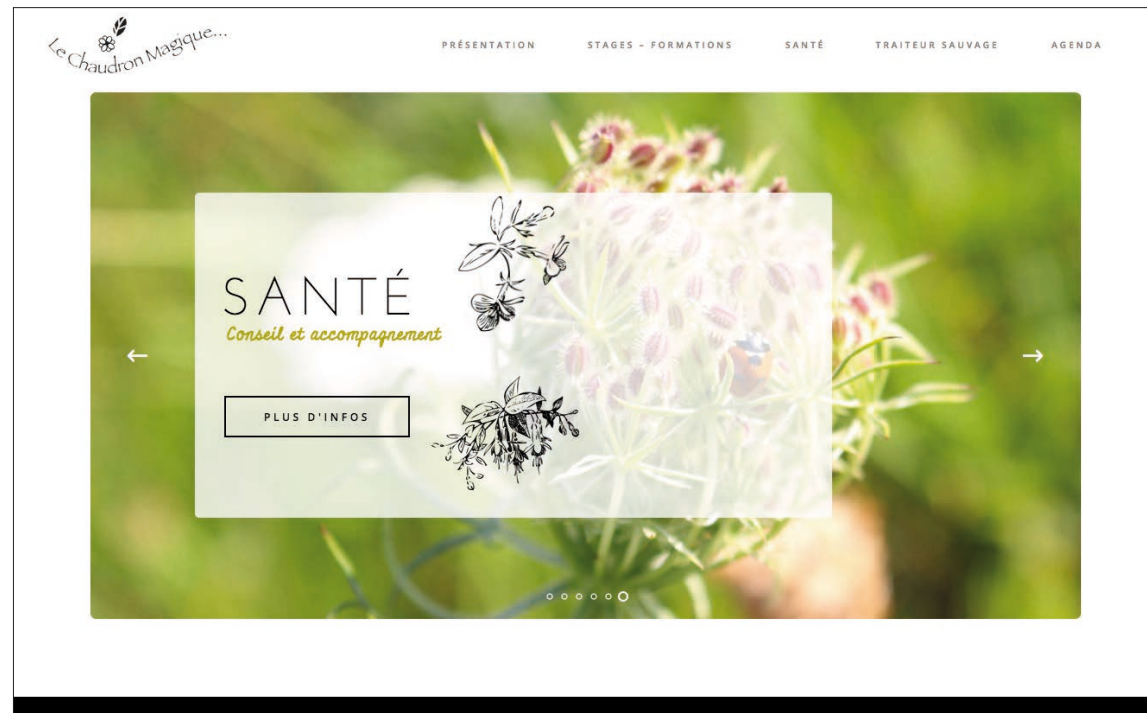 Le Chaudron Magique...
PRÉSENTATION
STAGES – FORMATIONS
SANTÉ
TRAITEUR SAUVAGE
AGENDA
SANTÉ
Conseil et accompagnement
PLUS D'INFOS